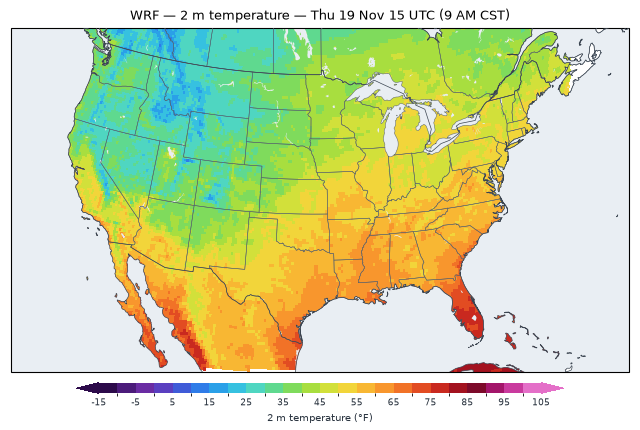 WRF — 2 m temperature — Thu 19 Nov 15 UTC (9 AM CST)
-15 -5 5 15 25 35 45 55 65 75 85 95 105
2 m temperature (°F)